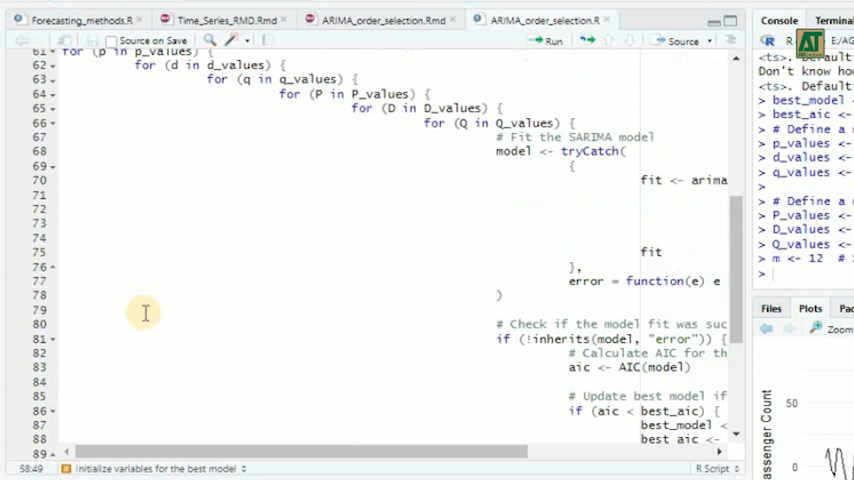 Forecasting_methods.R
Time_Series_RMD.Rmd
ARIMA_order_selection.Rmd
ARIMA_order_selection.R
Source on Save
Run
Source
61 for (p in p_values) {
62 for (d in d_values) {
63 for (q in q_values) {
64 for (P in P_values) {
65 for (D in D_values) {
66 for (Q in Q_values) {
67 # Fit the SARIMA model
68 model <- tryCatch(
69 {
70 fit <- arima
71
72
73
74
75 fit
76 },
77 error = function(e) e
78 )
79
80 # Check if the model fit was suc
81 if (!inherits(model, "error")) {
82 # Calculate AIC for th
83 aic <- AIC(model)
84
85 # Update best model if
86 if (aic < best_aic) {
87 best_model <
88 best_aic <-
89
58:49 Initialize variables for the best model
R Script
Console
Terminal
R
E:/AG
AT
<ts>. Default
Don't know how
<ts>. Default
> best_model <
> best_aic <-
> # Define a
> p_values <-
> d_values <-
> q_values <-
>
> # Define a
> P_values <-
> D_values <-
> Q_values <-
> m <- 12 #
>
Files
Plots
Pac
Zoom
50
0
assenger Count